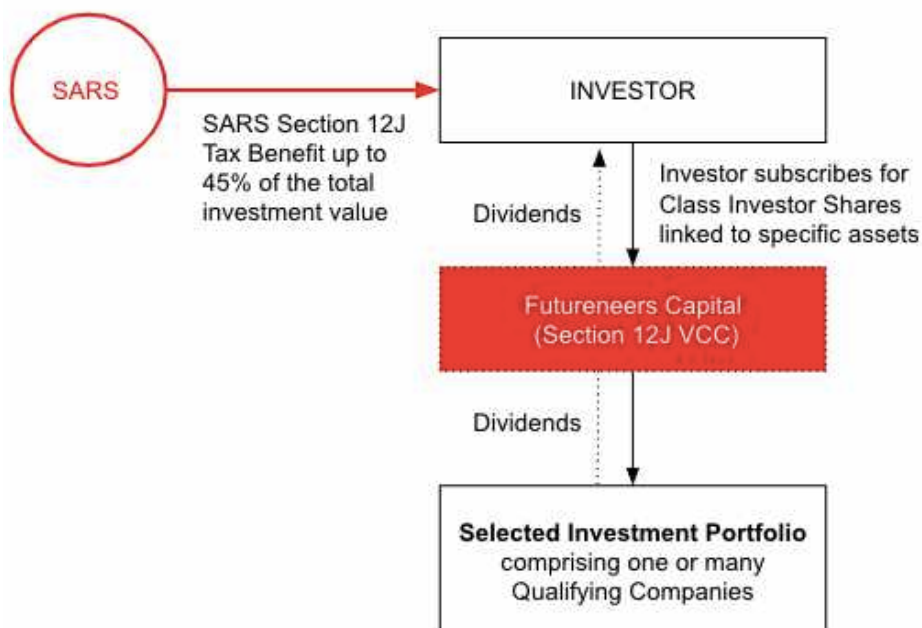 SARS
SARS Section 12J
Tax Benefit up to
45% of the total
investment value
INVESTOR
Dividends
Investor subscribes for
Class Investor Shares
linked to specific assets
Futureneers Capital
(Section 12J VCC)
Dividends
Selected Investment Portfolio
comprising one or many
Qualifying Companies